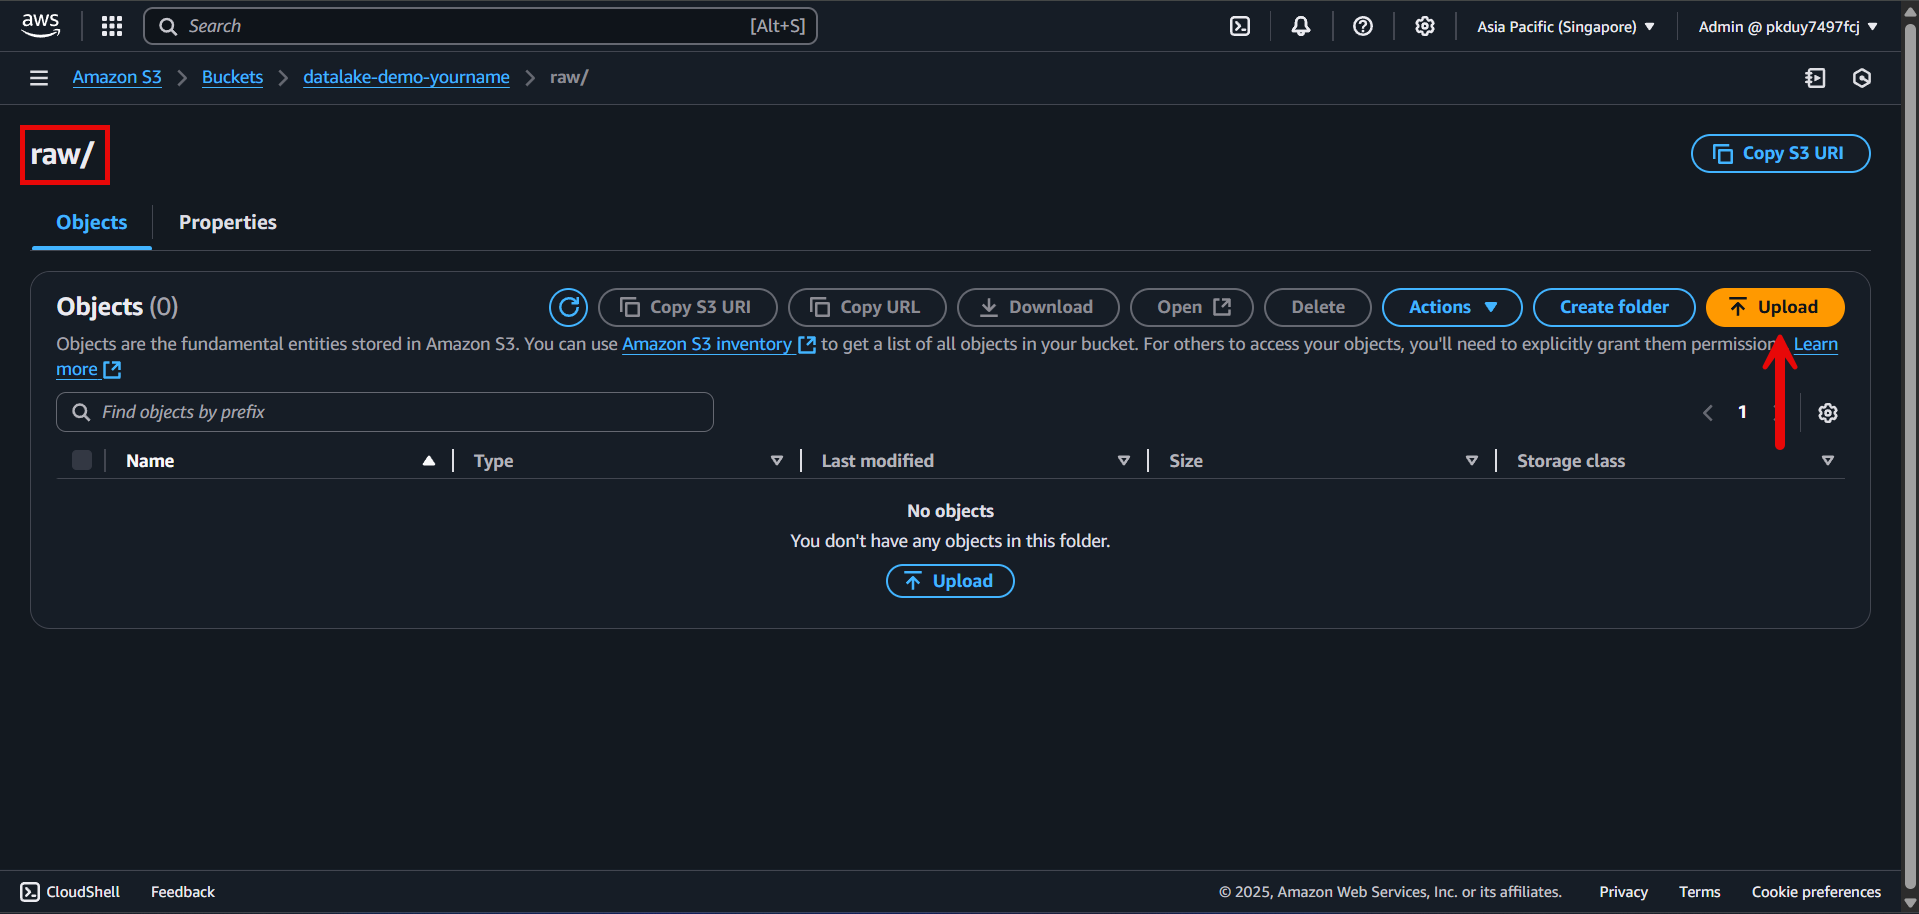 aws
Search [Alt+S]
Asia Pacific (Singapore)
Admin @ pkduy7497fcj
Amazon S3
Buckets
datalake-demo-yourname
raw/
raw/
Copy S3 URI
Objects
Properties
Objects (0)
Copy S3 URI
Copy URL
Download
Open
Delete
Actions
Create folder
Upload
Objects are the fundamental entities stored in Amazon S3. You can use Amazon S3 inventory to get a list of all objects in your bucket. For others to access your objects, you'll need to explicitly grant them permission Learn
more
Find objects by prefix
1
Name
Type
Last modified
Size
Storage class
No objects
You don't have any objects in this folder.
Upload
CloudShell
Feedback
© 2025, Amazon Web Services, Inc. or its affiliates.
Privacy
Terms
Cookie preferences